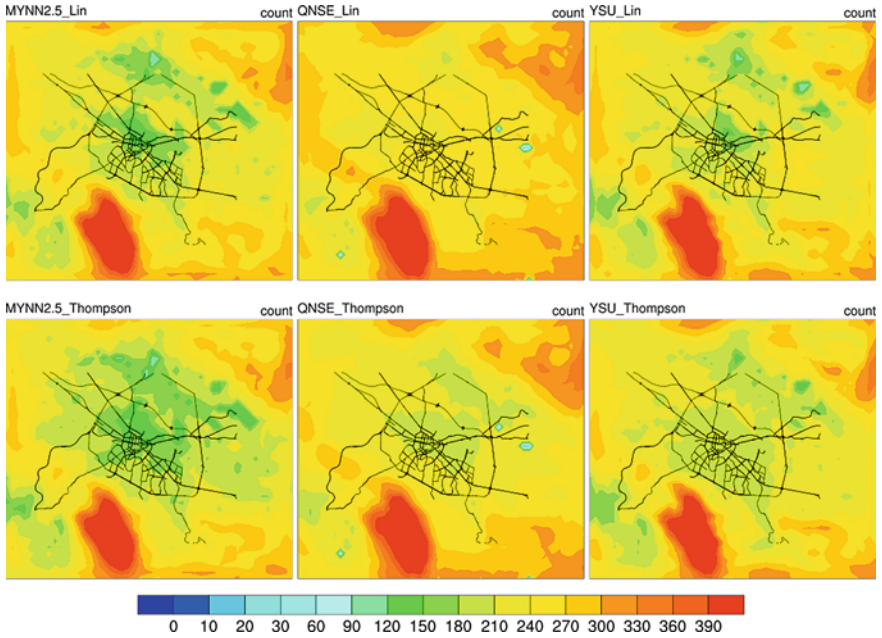 MYNN2.5_Lin count QNSE_Lin count YSU_Lin count
MYNN2.5_Thompson count QNSE_Thompson count YSU_Thompson count
0 10 20 30 60 90 120 150 180 210 240 270 300 330 360 390